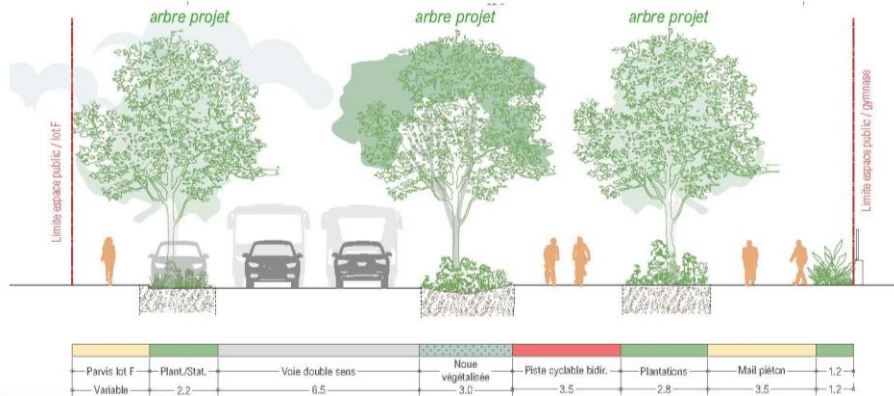 arbre projet arbre projet arbre projet
Limite espace public / lot F
Limite espace public / gymnase
Parvis lot F Plant./Stat. Voie double sens Noue végétalisée Piste cyclable bidir. Plantations Mail piéton 1.2
Variable 2.2 6.5 3.0 3.5 2.8 3.5 1.2